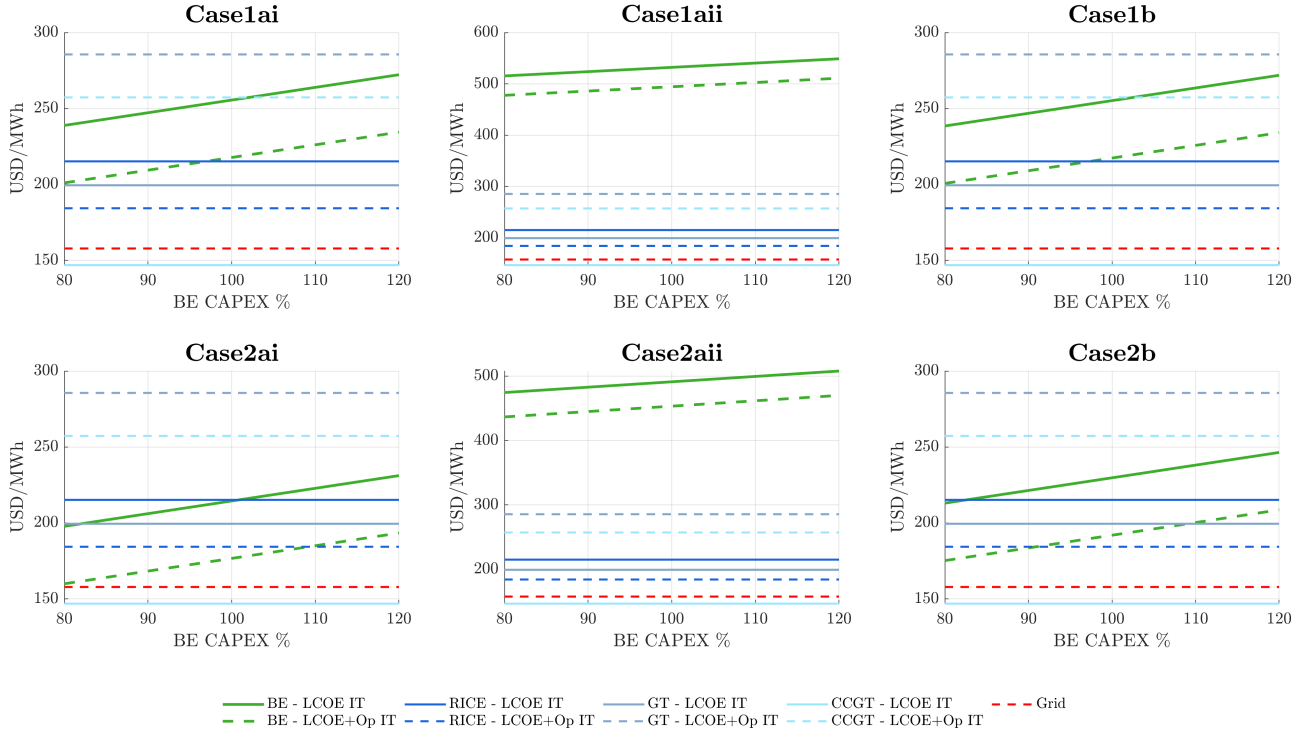 Case1ai
Case1aii
Case1b
USD/MWh
300
250
200
150
80 90 100 110 120
BE CAPEX %
USD/MWh
600
500
400
300
200
80 90 100 110 120
BE CAPEX %
USD/MWh
300
250
200
150
80 90 100 110 120
BE CAPEX %
Case2ai
Case2aii
Case2b
USD/MWh
300
250
200
150
80 90 100 110 120
BE CAPEX %
USD/MWh
500
400
300
200
80 90 100 110 120
BE CAPEX %
USD/MWh
300
250
200
150
80 90 100 110 120
BE CAPEX %
BE - LCOE IT RICE - LCOE IT GT - LCOE IT CCGT - LCOE IT Grid
BE - LCOE+Op IT RICE - LCOE+Op IT GT - LCOE+Op IT CCGT - LCOE+Op IT